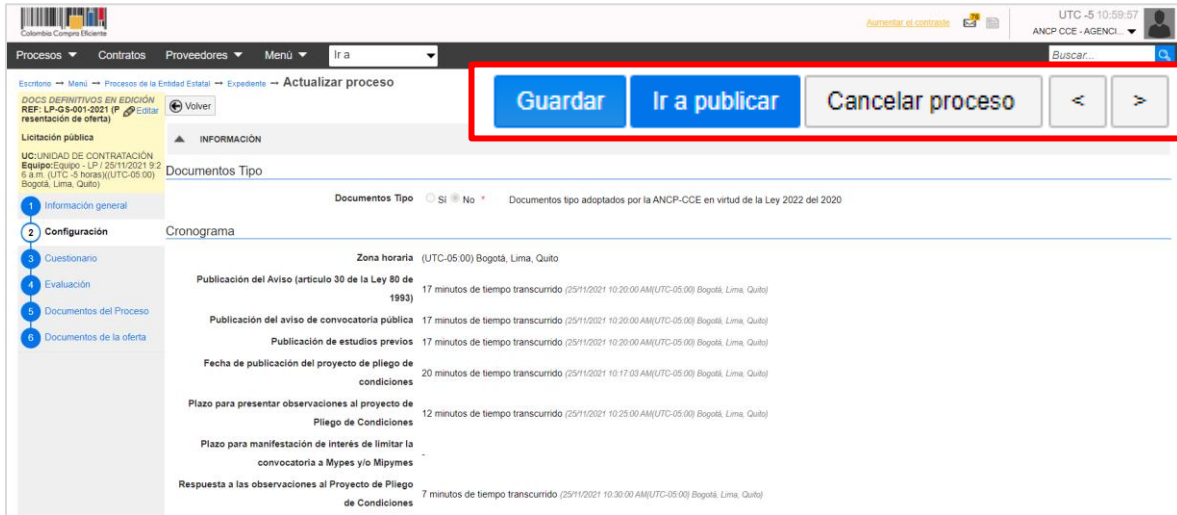 Colombia Compra Eficiente
Aumentar el contraste
UTC -5 10:59:57
ANCP CCE - AGENCI...
Procesos Contratos Proveedores Menú Ir a Buscar...
Escritorio → Menú → Procesos de la Entidad Estatal → Expediente → Actualizar proceso
Guardar Ir a publicar Cancelar proceso < >
DOCS DEFINITIVOS EN EDICIÓN
REF: LP-GS-001-2021 (P Editar
resentación de oferta)
Volver
Licitación pública
INFORMACIÓN
UC:UNIDAD DE CONTRATACIÓN
Equipo:Equipo - LP / 25/11/2021 9:2
6 a.m. (UTC -5 horas)((UTC-05:00)
Bogotá, Lima, Quito)
1 Información general
2 Configuración
3 Cuestionario
4 Evaluación
5 Documentos del Proceso
6 Documentos de la oferta
Documentos Tipo
Documentos Tipo Sí No * Documentos tipo adoptados por la ANCP-CCE en virtud de la Ley 2022 del 2020
Cronograma
Zona horaria (UTC-05:00) Bogotá, Lima, Quito
Publicación del Aviso (artículo 30 de la Ley 80 de
1993)
17 minutos de tiempo transcurrido (25/11/2021 10:20:00 AM(UTC-05:00) Bogotá, Lima, Quito)
Publicación del aviso de convocatoria pública 17 minutos de tiempo transcurrido (25/11/2021 10:20:00 AM(UTC-05:00) Bogotá, Lima, Quito)
Publicación de estudios previos 17 minutos de tiempo transcurrido (25/11/2021 10:20:00 AM(UTC-05:00) Bogotá, Lima, Quito)
Fecha de publicación del proyecto de pliego de
condiciones
20 minutos de tiempo transcurrido (25/11/2021 10:17:03 AM(UTC-05:00) Bogotá, Lima, Quito)
Plazo para presentar observaciones al proyecto de
Pliego de Condiciones
12 minutos de tiempo transcurrido (25/11/2021 10:25:00 AM(UTC-05:00) Bogotá, Lima, Quito)
Plazo para manifestación de interés de limitar la
convocatoria a Mypes y/o Mipymes
-
Respuesta a las observaciones al Proyecto de Pliego
de Condiciones
7 minutos de tiempo transcurrido (25/11/2021 10:30:00 AM(UTC-05:00) Bogotá, Lima, Quito)